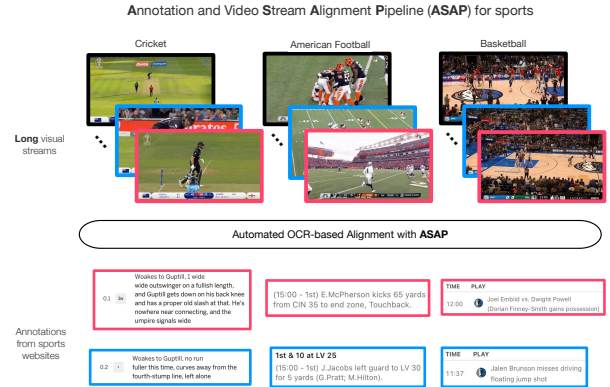 Annotation and Video Stream Alignment Pipeline (ASAP) for sports
Cricket
American Football
Basketball
Long visual
streams
Automated OCR-based Alignment with ASAP
Annotations
from sports
websites
0.1
1w
Woakes to Guptill, 1 wide
wide outswinger on a fullish length,
and Guptill gets down on his back knee
and has a proper old slash at that. He's
nowhere near connecting, and the
umpire signals wide
(15:00 - 1st) E.McPherson kicks 65 yards
from CIN 35 to end zone, Touchback.
TIME PLAY
12:00
Joel Embiid vs. Dwight Powell
(Dorian Finney-Smith gains possession)
0.2
Woakes to Guptill, no run
fuller this time, curves away from the
fourth-stump line, left alone
1st & 10 at LV 25
(15:00 - 1st) J.Jacobs left guard to LV 30
for 5 yards (G.Pratt; M.Hilton).
TIME PLAY
11:37
Jalen Brunson misses driving
floating jump shot